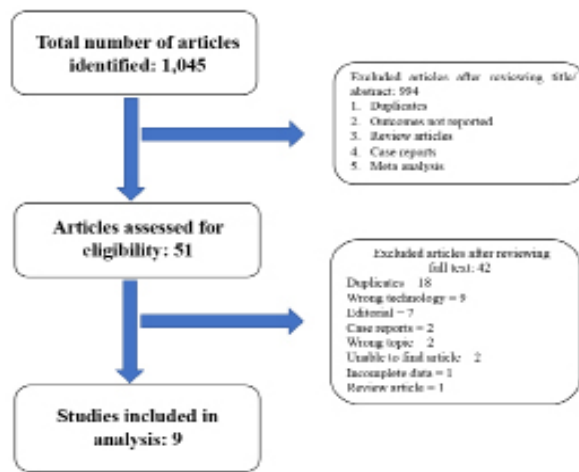 Total number of articles
identified: 1,045
Excluded articles after reviewing title/
abstract: 994
1. Duplicates
2. Outcomes not reported
3. Review articles
4. Case reports
5. Meta analysis
Articles assessed for
eligibility: 51
Excluded articles after reviewing
full text: 42
Duplicates 18
Wrong technology = 9
Editorial = 7
Case reports = 2
Wrong topic 2
Unable to final article 2
Incomplete data = 1
Review article = 1
Studies included in
analysis: 9